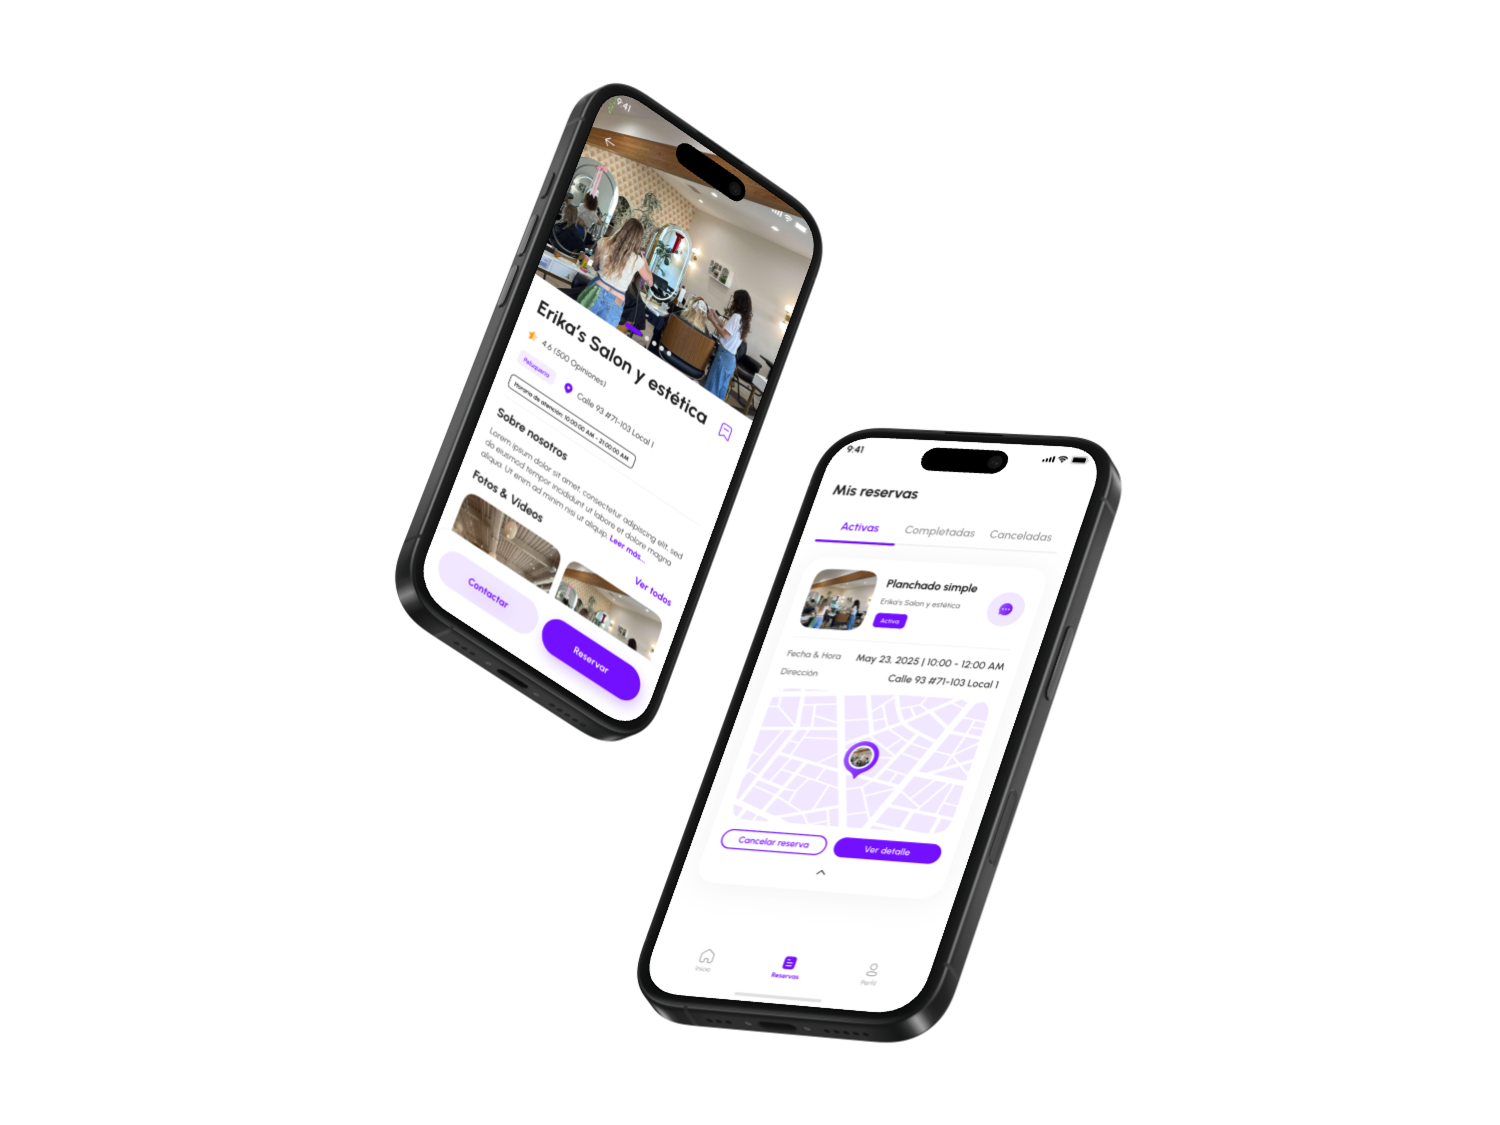 9:41
Erika's Salon y estética
4.6 (500 Opiniones)
Peluquería
Calle 93 #71-103 Local 1
Horario de atención: 10:00:00 AM - 21:00:00 AM
Sobre nosotros
Lorem ipsum dolor sit amet, consectetur adipiscing elit, sed
do eiusmod tempor incididunt ut labore et dolore magna
aliqua. Ut enim ad minim nisi ut aliquip. Leer más...
Fotos & Videos
Ver todos
Contactar
Reservar
9:41
Mis reservas
Activas
Completadas
Canceladas
Planchado simple
Erika's Salon y estética
Activa
Fecha & Hora
May 23, 2025 | 10:00 - 12:00 AM
Dirección
Calle 93 #71-103 Local 1
Cancelar reserva
Ver detalle
Inicio
Reservas
Perfil